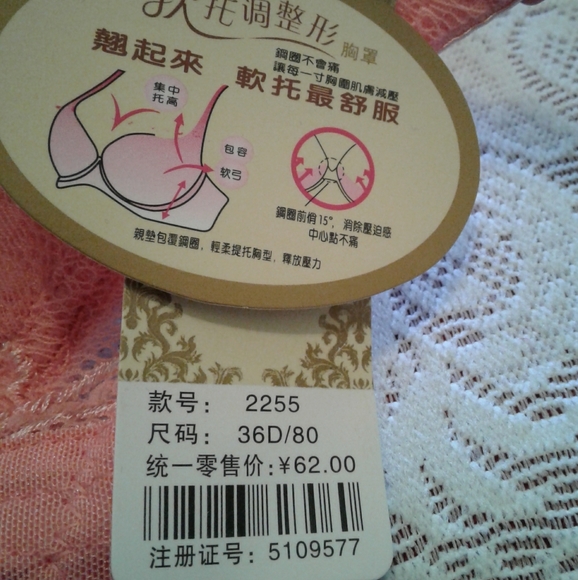 软托调整形 胸罩
翹起來
鋼圈不會痛
讓每一寸胸圍肌膚減壓
軟托最舒服
集中
托高
包容
软弓
鋼圈前俏15°，消除壓迫感
中心點不痛
親墊包覆鋼圈，輕柔提托胸型，釋放壓力
款号： 2255
尺码： 36D/80
统一零售价：¥62.00
注册证号：5109577